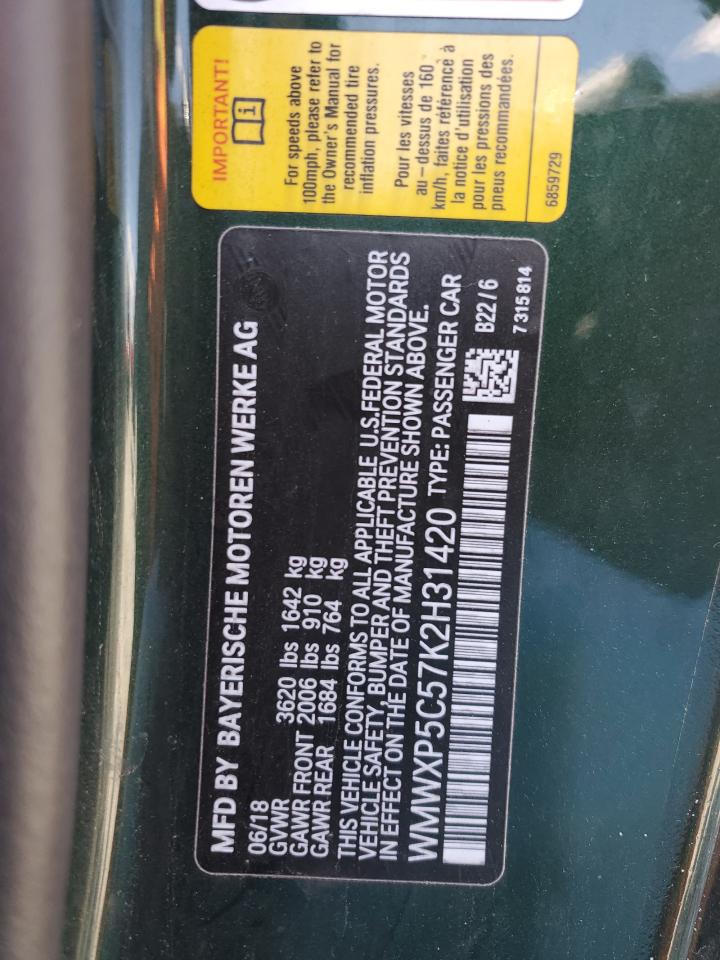 IMPORTANT!
For speeds above
100mph, please refer to
the Owner's Manual for
recommended tire
inflation pressures.
Pour les vitesses
au-dessus de 160
km/h, faites référence à
la notice d'utilisation
pour les pressions des
pneus recommandées.
6859729
MFD BY BAYERISCHE MOTOREN WERKE AG
06/18
GVWR 3620 lbs 1642 kg
GAWR FRONT 2006 lbs 910 kg
GAWR REAR 1684 lbs 764 kg
THIS VEHICLE CONFORMS TO ALL APPLICABLE U.S.FEDERAL MOTOR
VEHICLE SAFETY, BUMPER AND THEFT PREVENTION STANDARDS
IN EFFECT ON THE DATE OF MANUFACTURE SHOWN ABOVE.
WMWXP5C57K2H31420 TYPE: PASSENGER CAR
B22/6
7315814